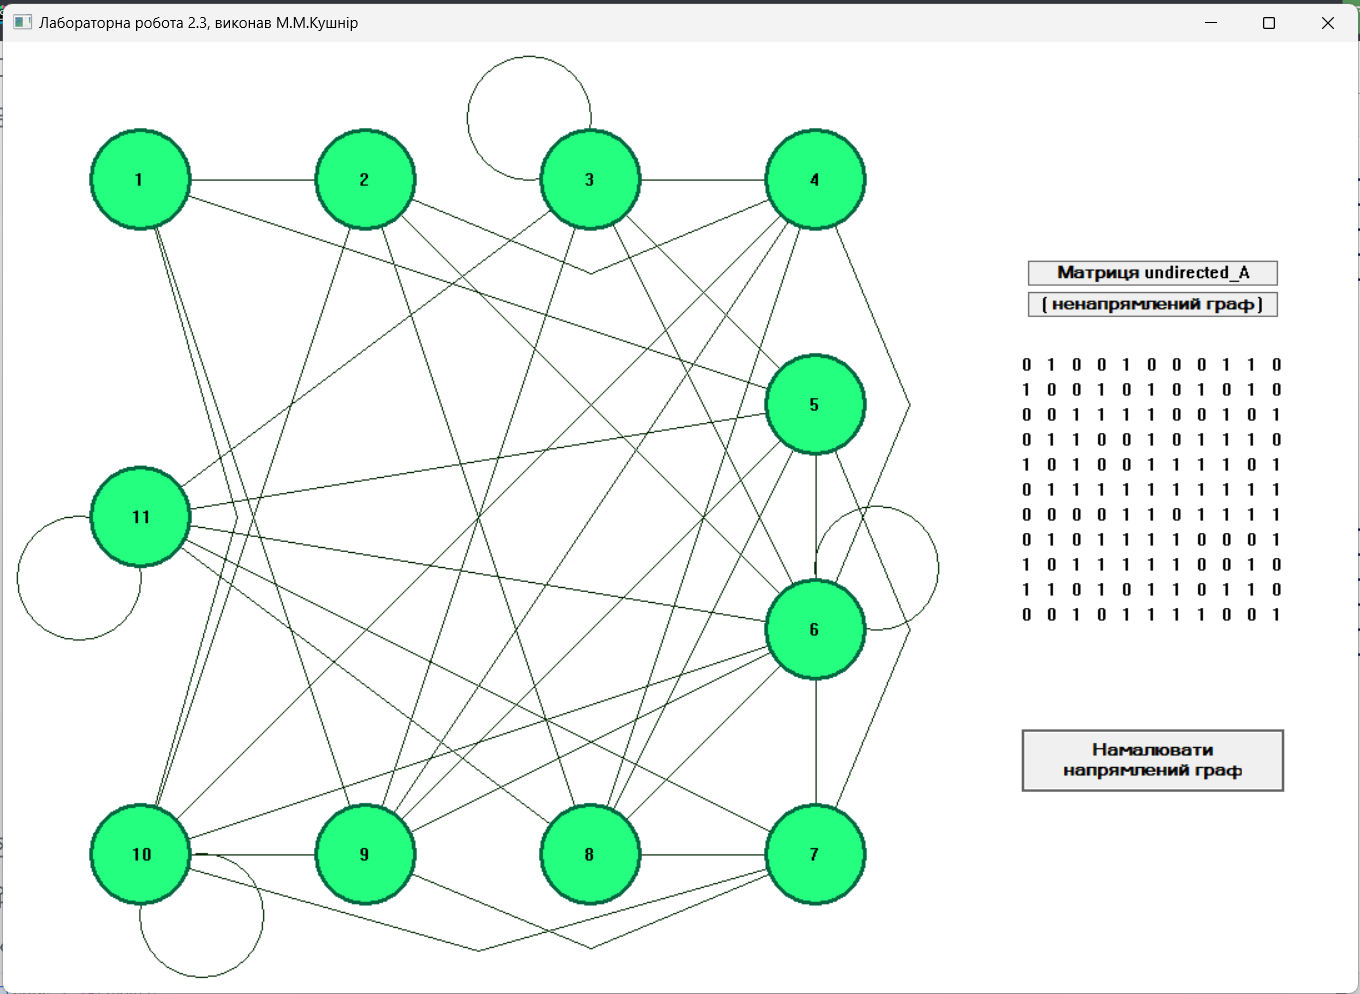 Лабораторна робота 2.3, виконав М.М.Кушнір
1 2 3 4
5
11
6
10 9 8 7
Матриця undirected_A
( ненапрямлений граф )
0 1 0 0 1 0 0 0 1 1 0
1 0 0 1 0 1 0 1 0 1 0
0 0 1 1 1 1 0 0 1 0 1
0 1 1 0 0 1 0 1 1 1 0
1 0 1 0 0 1 1 1 1 0 1
0 1 1 1 1 1 1 1 1 1 1
0 0 0 0 1 1 0 1 1 1 1
0 1 0 1 1 1 1 0 0 0 1
1 0 1 1 1 1 1 0 0 1 0
1 1 0 1 0 1 1 0 1 1 0
0 0 1 0 1 1 1 1 0 0 1
Намалювати
напрямлений граф